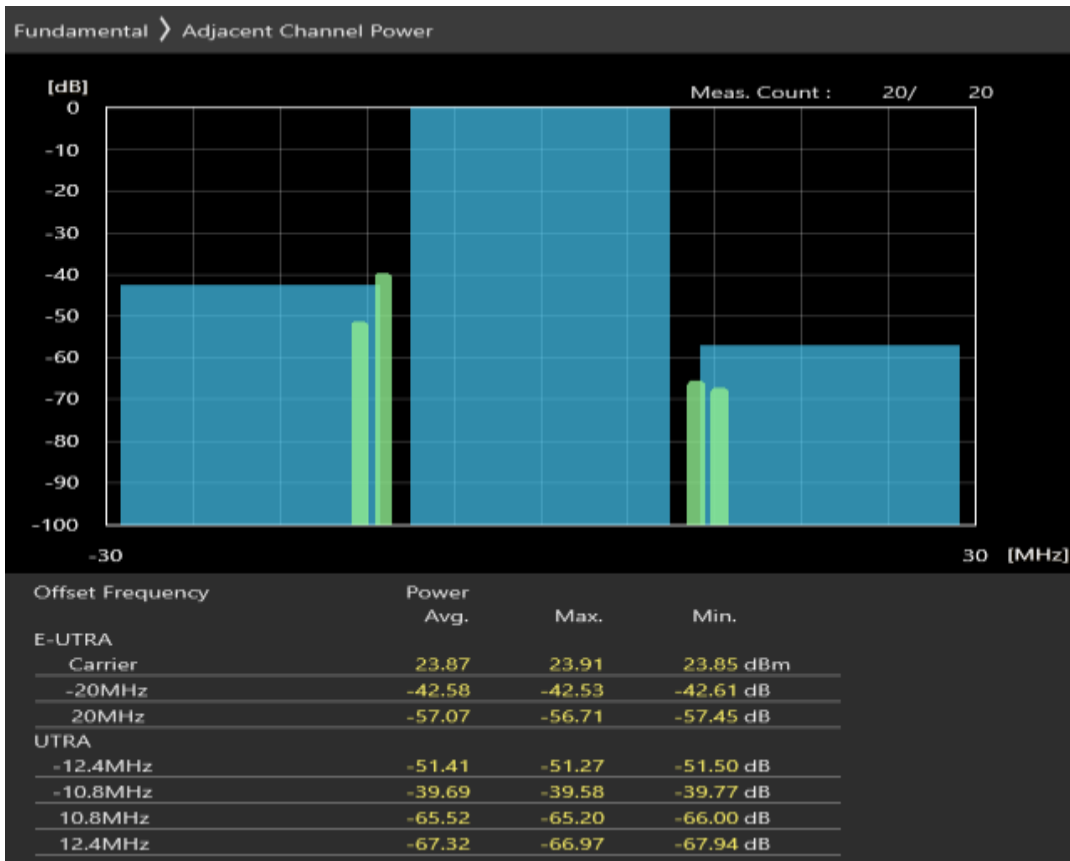 Fundamental 》 Adjacent Channel Power
[dB]
Meas. Count : 20/ 20
0
-10
-20
-30
-40
-50
-60
-70
-80
-90
-100
-30 30 [MHz]
Offset Frequency Power
Avg. Max. Min.
E-UTRA
Carrier 23.87 23.91 23.85 dBm
-20MHz -42.58 -42.53 -42.61 dB
20MHz -57.07 -56.71 -57.45 dB
UTRA
-12.4MHz -51.41 -51.27 -51.50 dB
-10.8MHz -39.69 -39.58 -39.77 dB
10.8MHz -65.52 -65.20 -66.00 dB
12.4MHz -67.32 -66.97 -67.94 dB